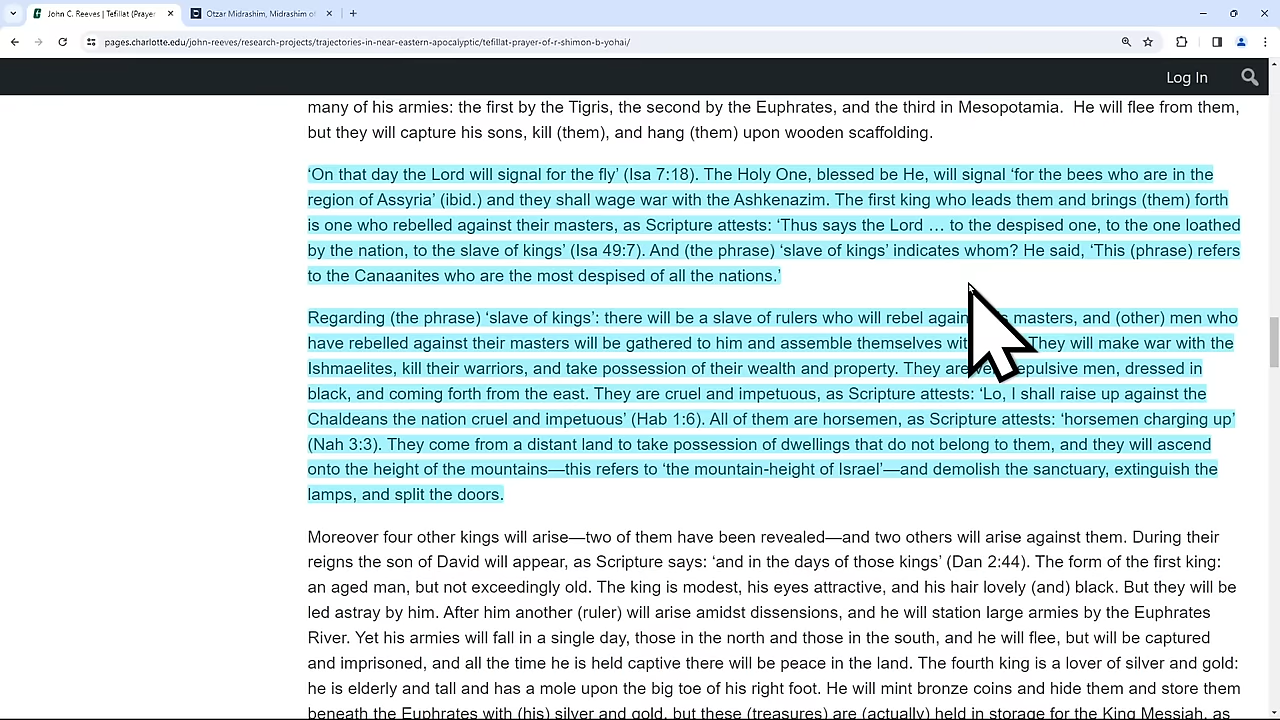 John C. Reeves | Tefillat (Prayer
Otzar Midrashim, Midrashim of
pages.charlotte.edu/john-reeves/research-projects/trajectories-in-near-eastern-apocalyptic/tefillat-prayer-of-r-shimon-b-yohai/
Log In
many of his armies: the first by the Tigris, the second by the Euphrates, and the third in Mesopotamia.  He will flee from them,
but they will capture his sons, kill (them), and hang (them) upon wooden scaffolding.
‘On that day the Lord will signal for the fly’ (Isa 7:18). The Holy One, blessed be He, will signal ‘for the bees who are in the
region of Assyria’ (ibid.) and they shall wage war with the Ashkenazim. The first king who leads them and brings (them) forth
is one who rebelled against their masters, as Scripture attests: ‘Thus says the Lord … to the despised one, to the one loathed
by the nation, to the slave of kings’ (Isa 49:7). And (the phrase) ‘slave of kings’ indicates whom? He said, ‘This (phrase) refers
to the Canaanites who are the most despised of all the nations.’
Regarding (the phrase) ‘slave of kings’: there will be a slave of rulers who will rebel masters, and (other) men who
have rebelled against their masters will be gathered to him and assemble themselves They will make war with the
Ishmaelites, kill their warriors, and take possession of their wealth and property. They are repulsive men, dressed in
black, and coming forth from the east. They are cruel and impetuous, as Scripture attests: ‘Lo, I shall raise up against the
Chaldeans the nation cruel and impetuous’ (Hab 1:6). All of them are horsemen, as Scripture attests: ‘horsemen charging up’
(Nah 3:3). They come from a distant land to take possession of dwellings that do not belong to them, and they will ascend
onto the height of the mountains—this refers to ‘the mountain-height of Israel’—and demolish the sanctuary, extinguish the
lamps, and split the doors.
Moreover four other kings will arise—two of them have been revealed—and two others will arise against them. During their
reigns the son of David will appear, as Scripture says: ‘and in the days of those kings’ (Dan 2:44). The form of the first king:
an aged man, but not exceedingly old. The king is modest, his eyes attractive, and his hair lovely (and) black. But they will be
led astray by him. After him another (ruler) will arise amidst dissensions, and he will station large armies by the Euphrates
River. Yet his armies will fall in a single day, those in the north and those in the south, and he will flee, but will be captured
and imprisoned, and all the time he is held captive there will be peace in the land. The fourth king is a lover of silver and gold:
he is elderly and tall and has a mole upon the big toe of his right foot. He will mint bronze coins and hide them and store them
beneath the Euphrates with (his) silver and gold, but these (treasures) are (actually) held in storage for the King Messiah, as